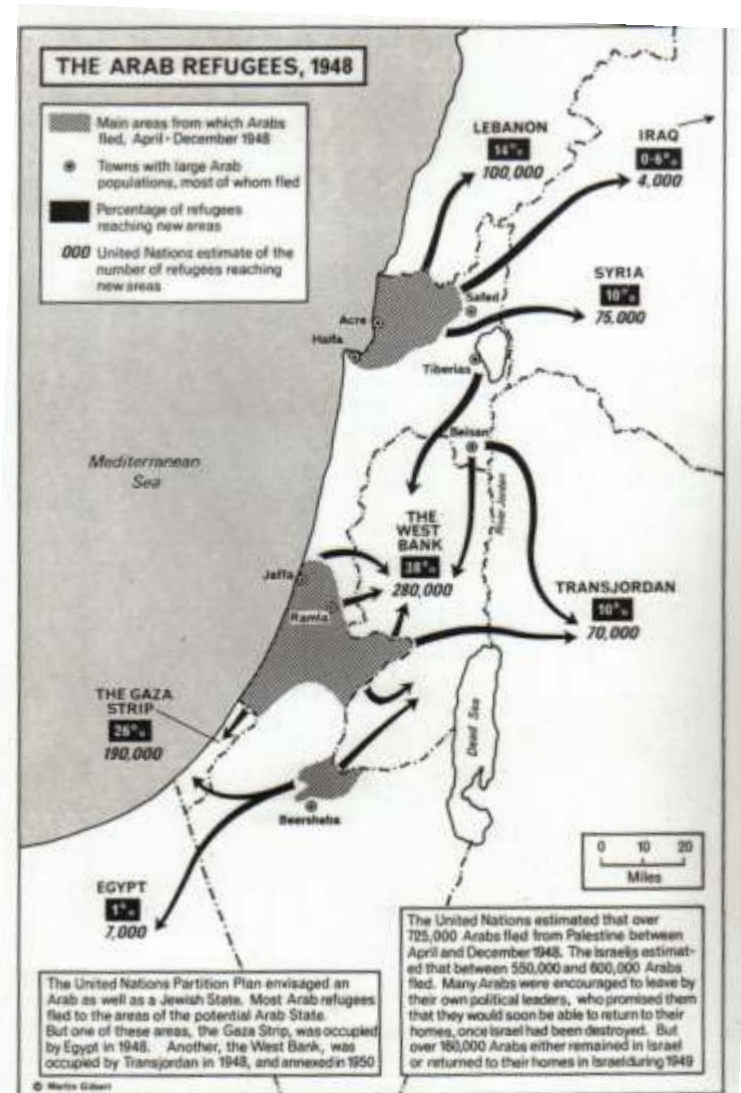 THE ARAB REFUGEES, 1948
Main areas from which Arabs
fled, April - December 1948
Towns with large Arab
populations, most of whom fled
Percentage of refugees
reaching new areas
000 United Nations estimate of the
number of refugees reaching
new areas
LEBANON
14%
100,000
IRAQ
0·6%
4,000
SYRIA
10%
75,000
Safed
Acre
Haifa
Tiberias
Beisan
Mediterranean
Sea
River Jordan
THE
WEST
BANK
38%
280,000
Jaffa
Ramla
TRANSJORDAN
10%
70,000
THE GAZA
STRIP
26%
190,000
Dead Sea
Beersheba
0 10 20
Miles
EGYPT
1%
7,000
The United Nations Partition Plan envisaged an
Arab as well as a Jewish State. Most Arab refugees
fled to the areas of the potential Arab State.
But one of these areas, the Gaza Strip, was occupied
by Egypt in 1948. Another, the West Bank, was
occupied by Transjordan in 1948, and annexed in 1950
The United Nations estimated that over
725,000 Arabs fled from Palestine between
April and December 1948. The Israelis estimat-
ed that between 550,000 and 600,000 Arabs
fled. Many Arabs were encouraged to leave by
their own political leaders, who promised them
that they would soon be able to return to their
homes, once Israel had been destroyed. But
over 160,000 Arabs either remained in Israel
or returned to their homes in Israel during 1949
© Martin Gilbert